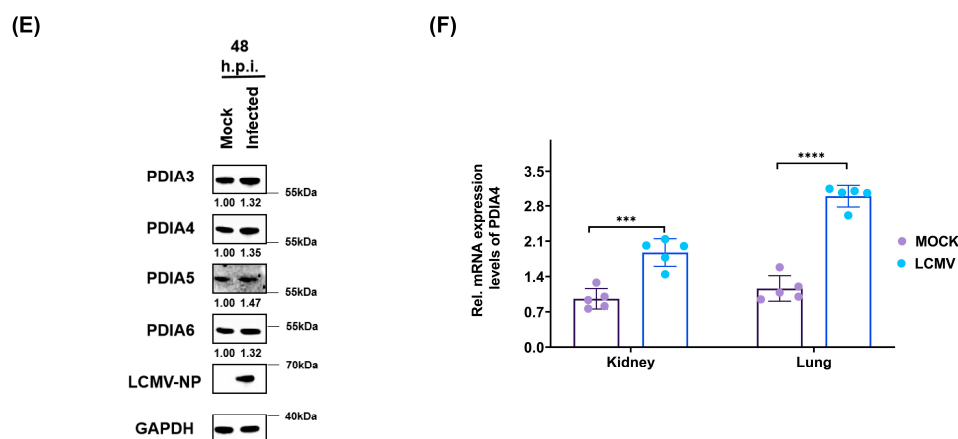 (E)
48
h.p.i.
Mock
Infected
PDIA3
55kDa
1.00 1.32
PDIA4
55kDa
1.00 1.35
PDIA5
55kDa
1.00 1.47
PDIA6
55kDa
1.00 1.32
70kDa
LCMV-NP
40kDa
GAPDH
(F)
Rel. mRNA expression
levels of PDIA4
3.5
2.8
2.1
1.4
0.7
0.0
***
****
Kidney
Lung
MOCK
LCMV